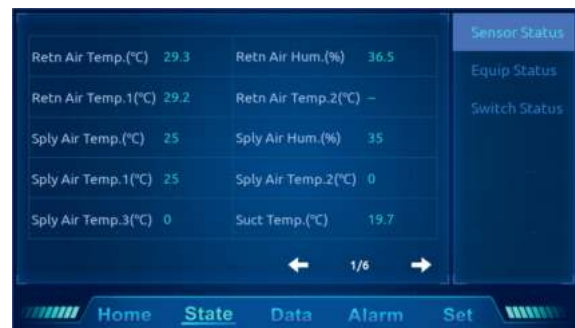 Retn Air Temp.(℃) 29.3 Retn Air Hum.(%) 36.5
Retn Air Temp.1(℃) 29.2 Retn Air Temp.2(℃) –
Sply Air Temp.(℃) 25 Sply Air Hum.(%) 35
Sply Air Temp.1(℃) 25 Sply Air Temp.2(℃) 0
Sply Air Temp.3(℃) 0 Suct Temp.(℃) 19.7
1/6
Sensor Status
Equip Status
Switch Status
Home State Data Alarm Set